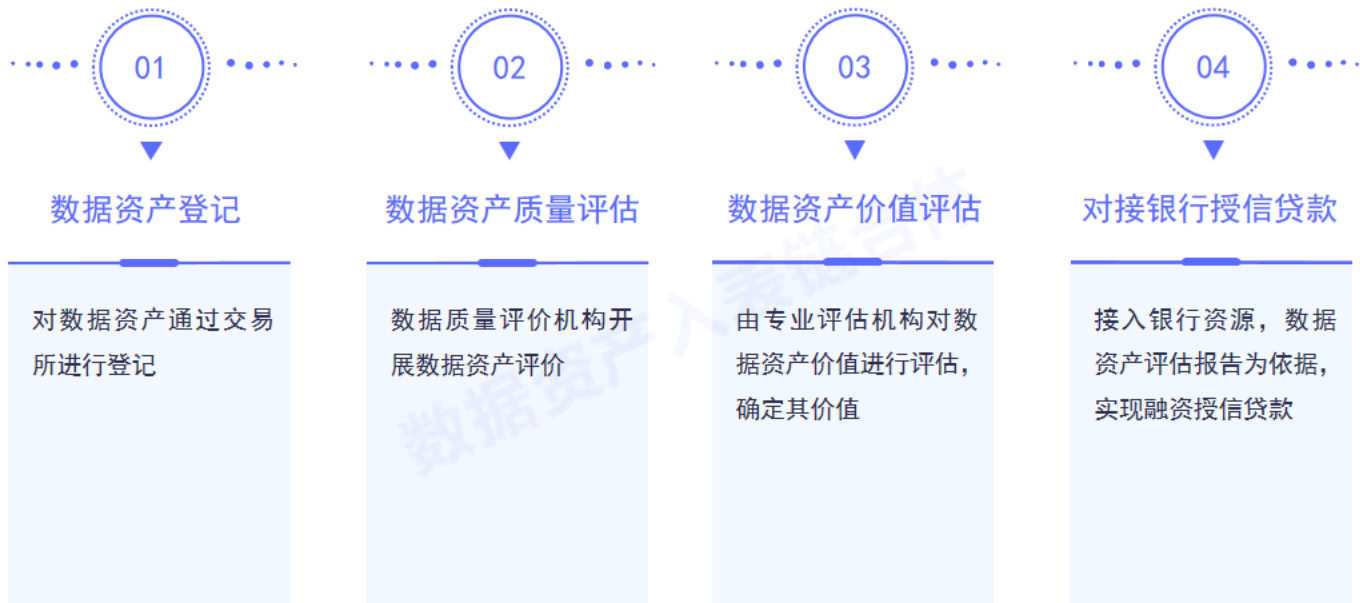 01
数据资产登记
对数据资产通过交易
所进行登记
02
数据资产质量评估
数据质量评价机构开
展数据资产评价
03
数据资产价值评估
由专业评估机构对数
据资产价值进行评估，
确定其价值
04
对接银行授信贷款
接入银行资源，数据
资产评估报告为依据，
实现融资授信贷款
数据资产入表链合体